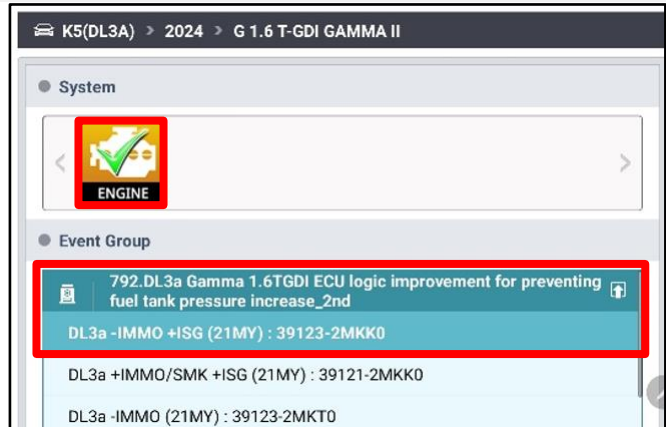 K5(DL3A) > 2024 > G 1.6 T-GDI GAMMA II
System
ENGINE
Event Group
792.DL3a Gamma 1.6TGDI ECU logic improvement for preventing
fuel tank pressure increase_2nd
DL3a -IMMO +ISG (21MY) : 39123-2MKK0
DL3a +IMMO/SMK +ISG (21MY) : 39121-2MKK0
DL3a -IMMO (21MY) : 39123-2MKT0